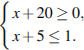 x + 20 ≥ 0,
x + 5 ≤ 1.